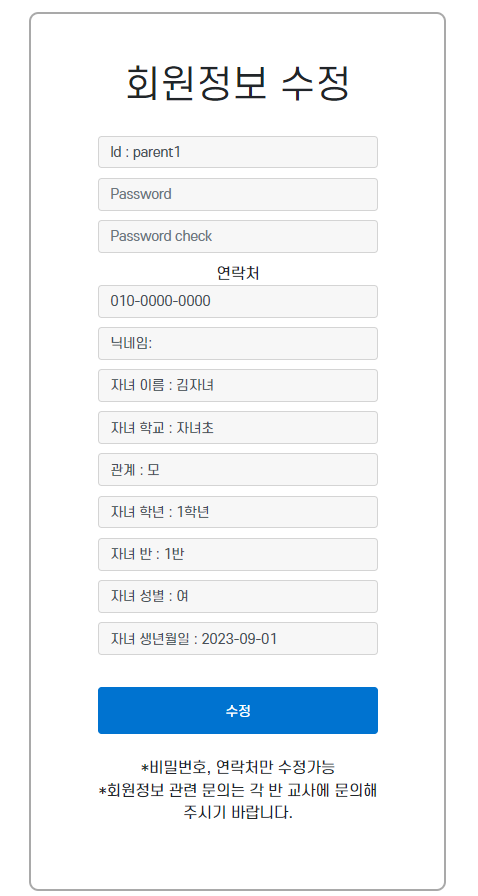 회원정보 수정
Id : parent1
Password
Password check
연락처
010-0000-0000
닉네임:
자녀 이름 : 김자녀
자녀 학교 : 자녀초
관계 : 모
자녀 학년 : 1학년
자녀 반 : 1반
자녀 성별 : 여
자녀 생년월일 : 2023-09-01
수정
*비밀번호, 연락처만 수정가능
*회원정보 관련 문의는 각 반 교사에 문의해
주시기 바랍니다.